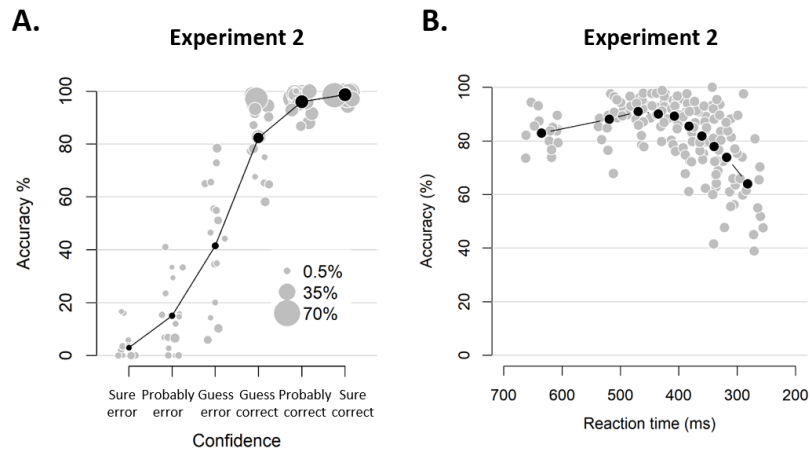 A.
Experiment 2
Accuracy %
100
80
60
40
20
0
0.5%
35%
70%
Sure error
Probably error
Guess error
Guess correct
Probably correct
Sure correct
Confidence
B.
Experiment 2
Accuracy (%)
100
80
60
40
20
0
700 600 500 400 300 200
Reaction time (ms)